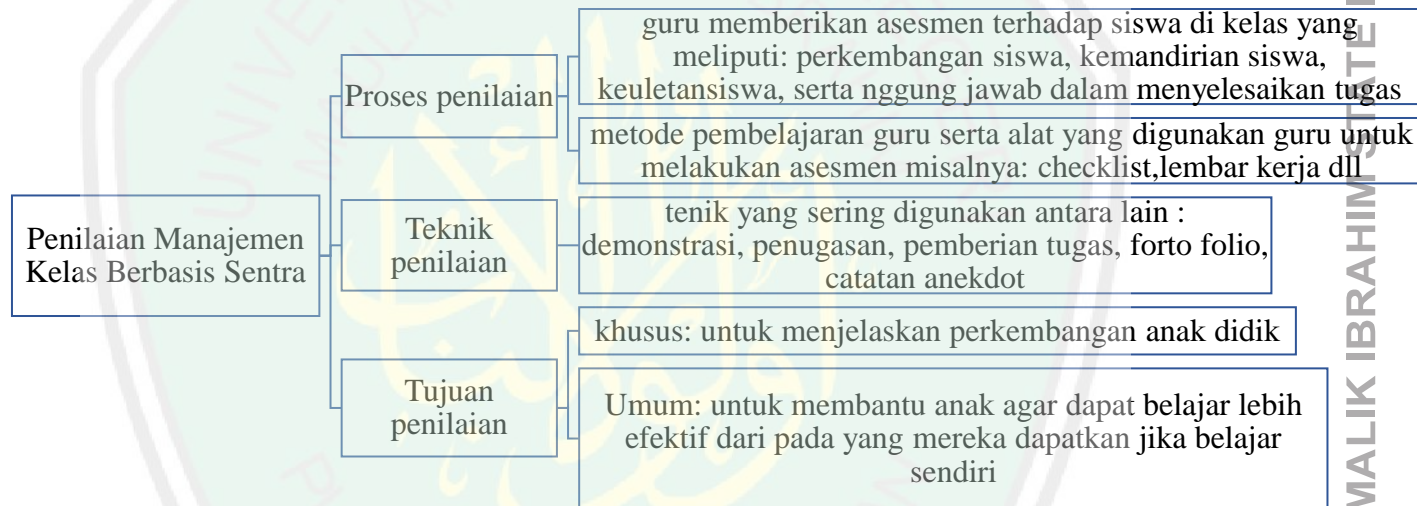 guru memberikan asesmen terhadap siswa di kelas yang
meliputi: perkembangan siswa, kemandirian siswa,
keuletansiswa, serta nggung jawab dalam menyelesaikan tugas
Proses penilaian
metode pembelajaran guru serta alat yang digunakan guru untuk
melakukan asesmen misalnya: checklist,lembar kerja dll
Penilaian Manajemen
Kelas Berbasis Sentra
Teknik
penilaian
tenik yang sering digunakan antara lain :
demonstrasi, penugasan, pemberian tugas, forto folio,
catatan anekdot
Tujuan
penilaian
khusus: untuk menjelaskan perkembangan anak didik
Umum: untuk membantu anak agar dapat belajar lebih
efektif dari pada yang mereka dapatkan jika belajar
sendiri
MALIK IBRAHIM STATE